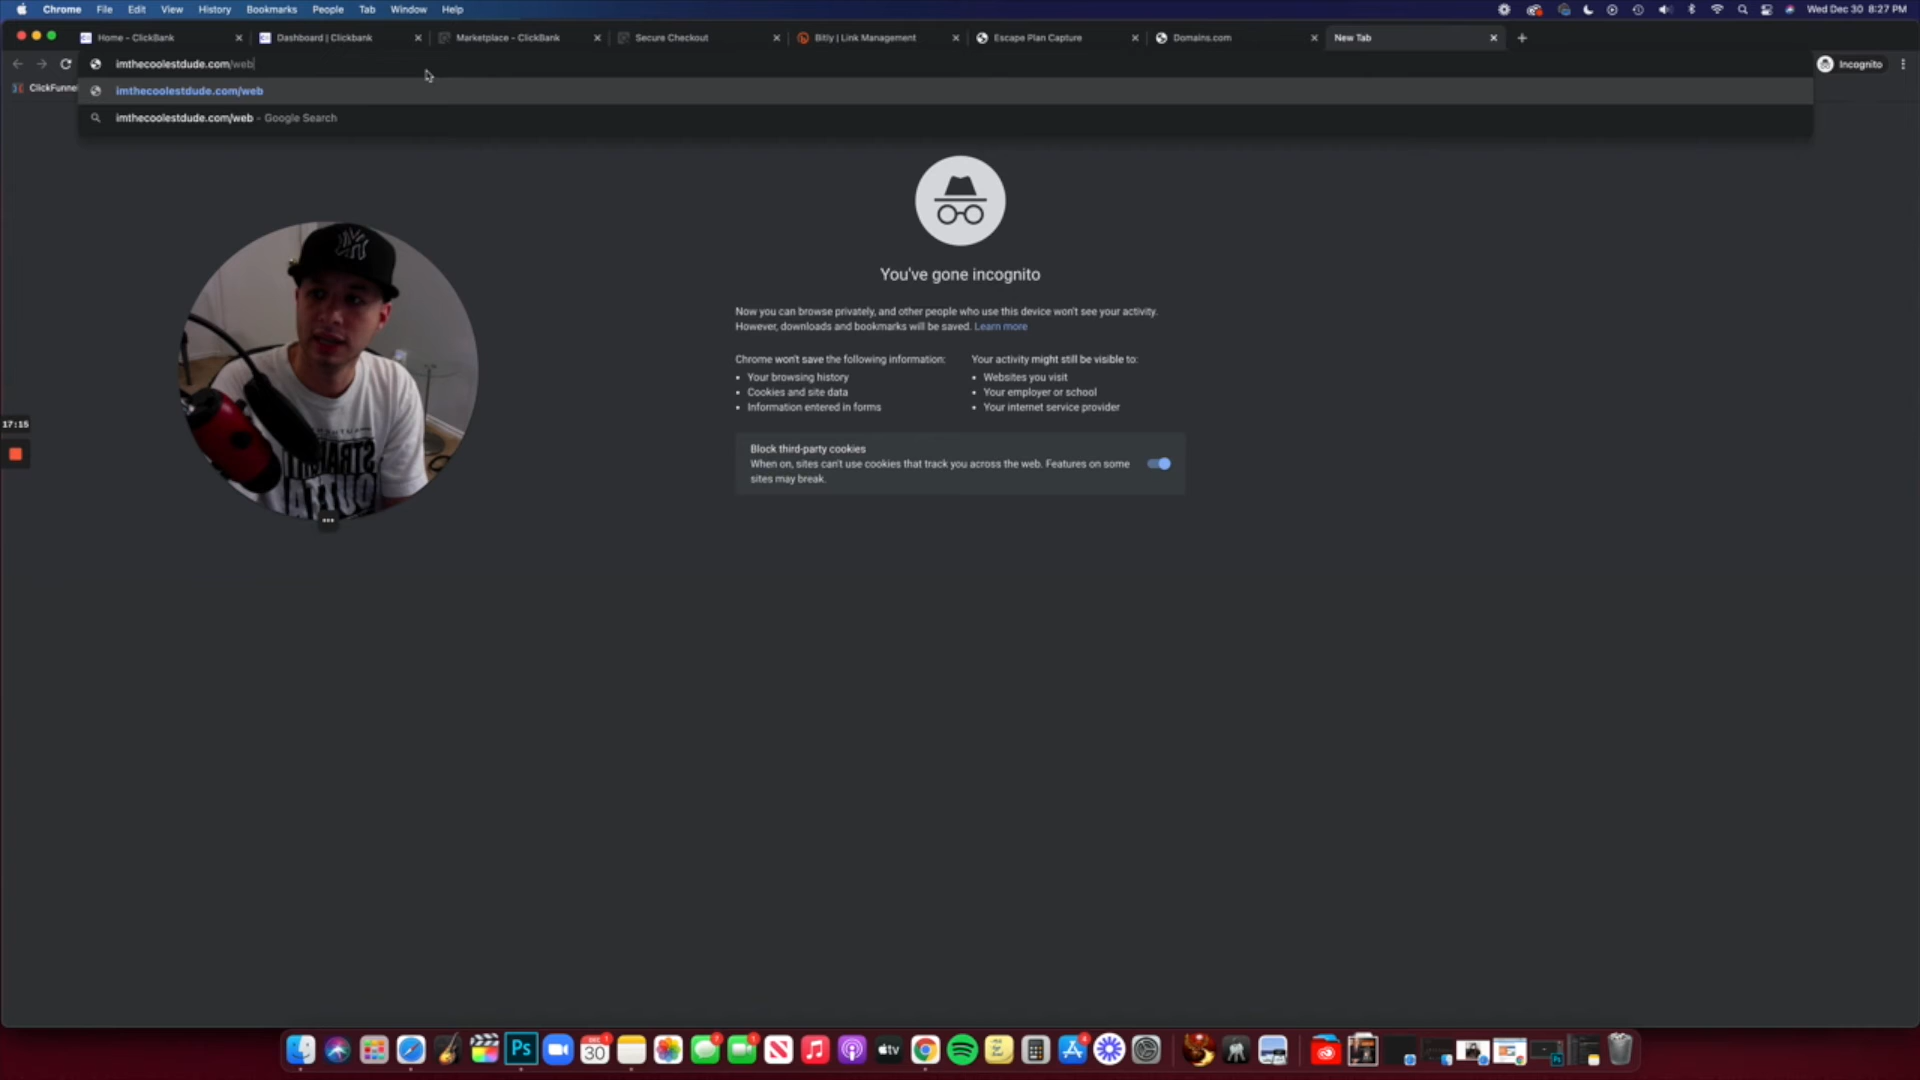 Chrome File Edit View History Bookmarks People Tab Window Help
Wed Dec 30 8:27 PM
Home - ClickBank
Dashboard | Clickbank
Marketplace - ClickBank
Secure Checkout
Bitly | Link Management
Escape Plan Capture
Domains.com
New Tab
imthecoolestdude.com/web
Incognito
ClickFunne
imthecoolestdude.com/web
imthecoolestdude.com/web - Google Search
You've gone incognito
Now you can browse privately, and other people who use this device won't see your activity.
However, downloads and bookmarks will be saved. Learn more
Chrome won't save the following information:
Your browsing history
Cookies and site data
Information entered in forms
Your activity might still be visible to:
Websites you visit
Your employer or school
Your internet service provider
Block third-party cookies
When on, sites can't use cookies that track you across the web. Features on some
sites may break.
17:15
Ps
DEC
30
tv